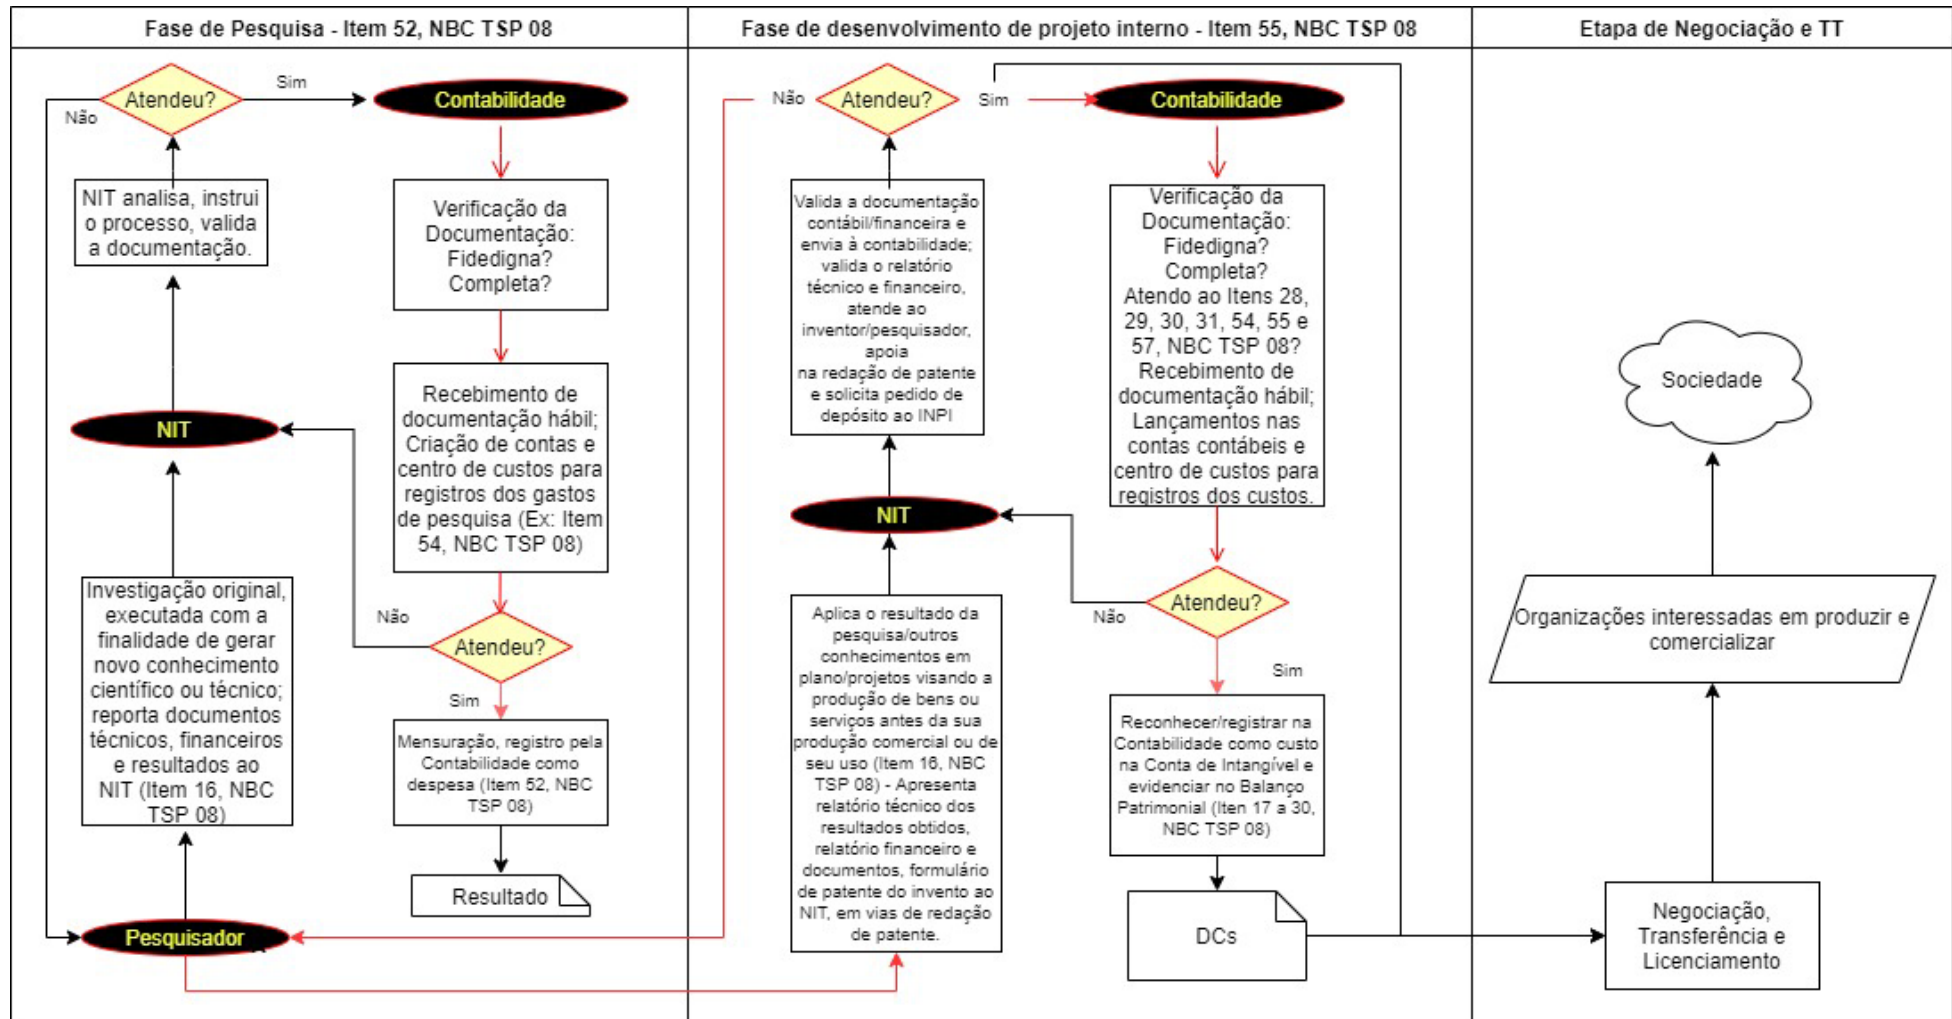 Fase de Pesquisa - Item 52, NBC TSP 08
Atendeu?
Sim
Não
Contabilidade
NIT analisa, instrui
o processo, valida
a documentação.
Verificação da
Documentação:
Fidedigna?
Completa?
NIT
Recebimento de
documentação hábil;
Criação de contas e
centro de custos para
registros dos gastos
de pesquisa (Ex: Item
54, NBC TSP 08)
Investigação original,
executada com a
finalidade de gerar
novo conhecimento
científico ou técnico;
reporta documentos
técnicos, financeiros
e resultados ao
NIT (Item 16, NBC
TSP 08)
Não
Atendeu?
Sim
Mensuração, registro pela
Contabilidade como
despesa (Item 52, NBC
TSP 08)
Resultado
Pesquisador
Fase de desenvolvimento de projeto interno - Item 55, NBC TSP 08
Não
Atendeu?
Sim
Contabilidade
Valida a documentação
contábil/financeira e
envia à contabilidade;
valida o relatório
técnico e financeiro,
atende ao
inventor/pesquisador,
apoia
na redação de patente
e solicita pedido de
depósito ao INPI
Verificação da
Documentação:
Fidedigna?
Completa?
Atendo ao Itens 28,
29, 30, 31, 54, 55 e
57, NBC TSP 08?
Recebimento de
documentação hábil;
Lançamentos nas
contas contábeis e
centro de custos para
registros dos custos.
NIT
Aplica o resultado da
pesquisa/outros
conhecimentos em
plano/projetos visando a
produção de bens ou
serviços antes da sua
produção comercial ou de
seu uso (Item 16, NBC
TSP 08) - Apresenta
relatório técnico dos
resultados obtidos,
relatório financeiro e
documentos, formulário
de patente do invento ao
NIT, em vias de redação
de patente.
Não
Atendeu?
Sim
Reconhecer/registrar na
Contabilidade como custo
na Conta de Intangível e
evidenciar no Balanço
Patrimonial (Iten 17 a 30,
NBC TSP 08)
DCs
Etapa de Negociação e TT
Sociedade
Organizações interessadas em produzir e
comercializar
Negociação,
Transferência e
Licenciamento